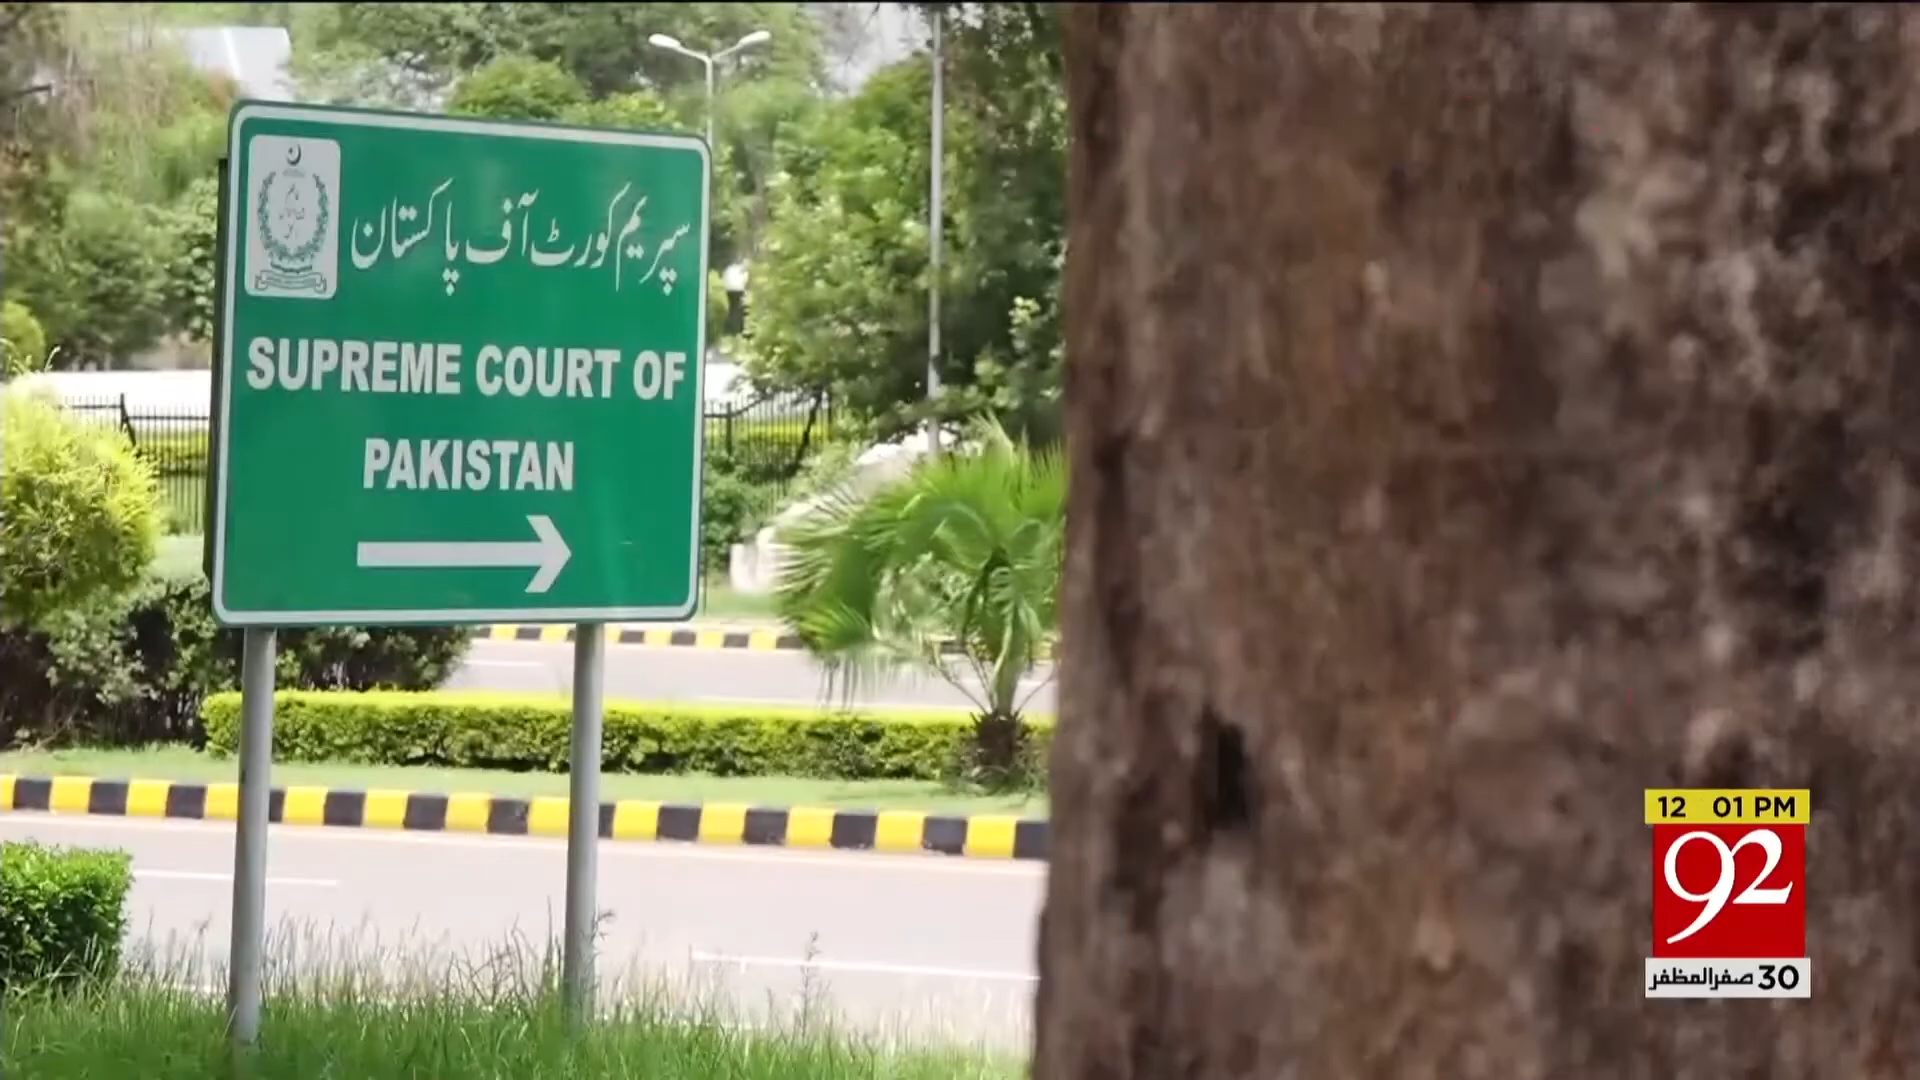 سپریم کورٹ آف پاکستان
SUPREME COURT OF
PAKISTAN
12 01 PM
92
30 صفرالمظفر